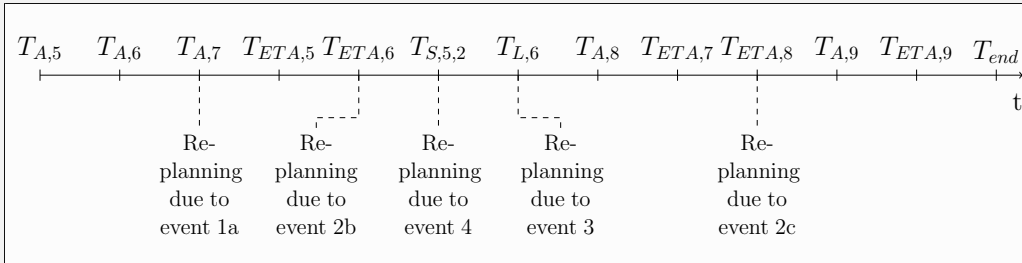 T_{A,5} T_{A,6} T_{A,7} T_{ETA,5} T_{ETA,6} T_{S,5,2} T_{L,6} T_{A,8} T_{ETA,7} T_{ETA,8} T_{A,9} T_{ETA,9} T_{end}
t
Re-
planning
due to
event 1a
Re-
planning
due to
event 2b
Re-
planning
due to
event 4
Re-
planning
due to
event 3
Re-
planning
due to
event 2c